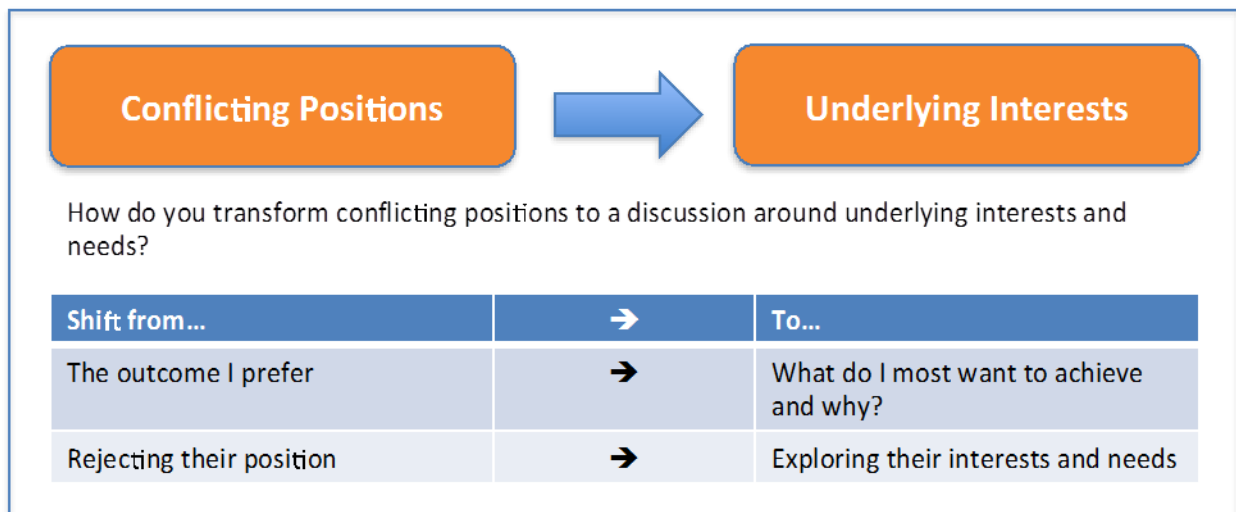 Conflicting Positions
Underlying Interests
How do you transform conflicting positions to a discussion around underlying interests and
needs?
Shift from... ➔ To...
The outcome I prefer ➔ What do I most want to achieve
and why?
Rejecting their position ➔ Exploring their interests and needs